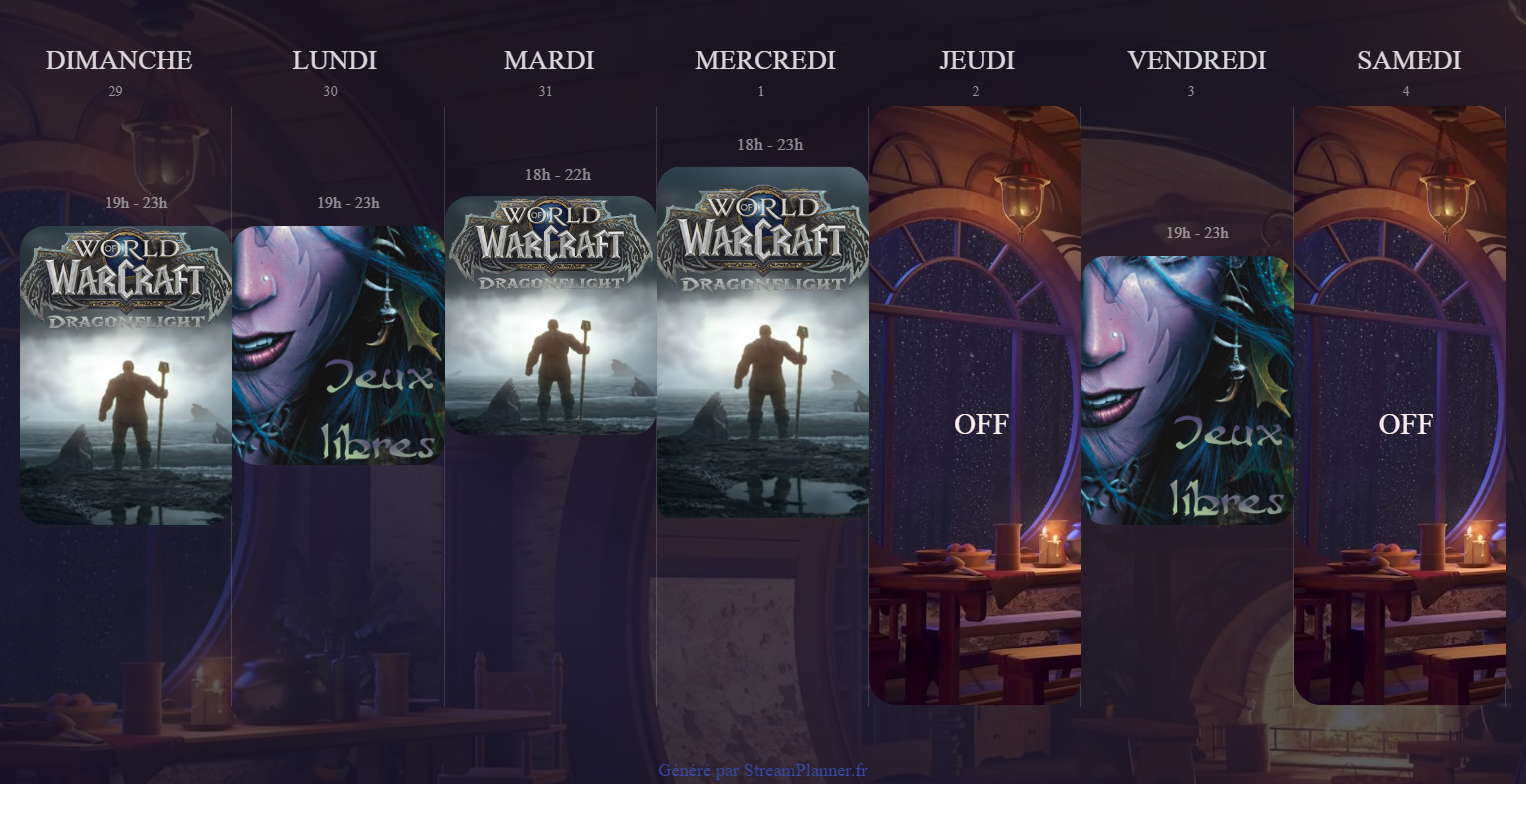 DIMANCHE
29
19h - 23h
WORLD
OF
WARCRAFT
DRAGONFLIGHT
LUNDI
30
19h - 23h
Jeux
libres
MARDI
31
18h - 22h
WORLD
OF
WARCRAFT
DRAGONFLIGHT
MERCREDI
1
18h - 23h
WORLD
OF
WARCRAFT
DRAGONFLIGHT
JEUDI
2
OFF
VENDREDI
3
19h - 23h
Jeux
libres
SAMEDI
4
OFF
Généré par StreamPlanner.fr